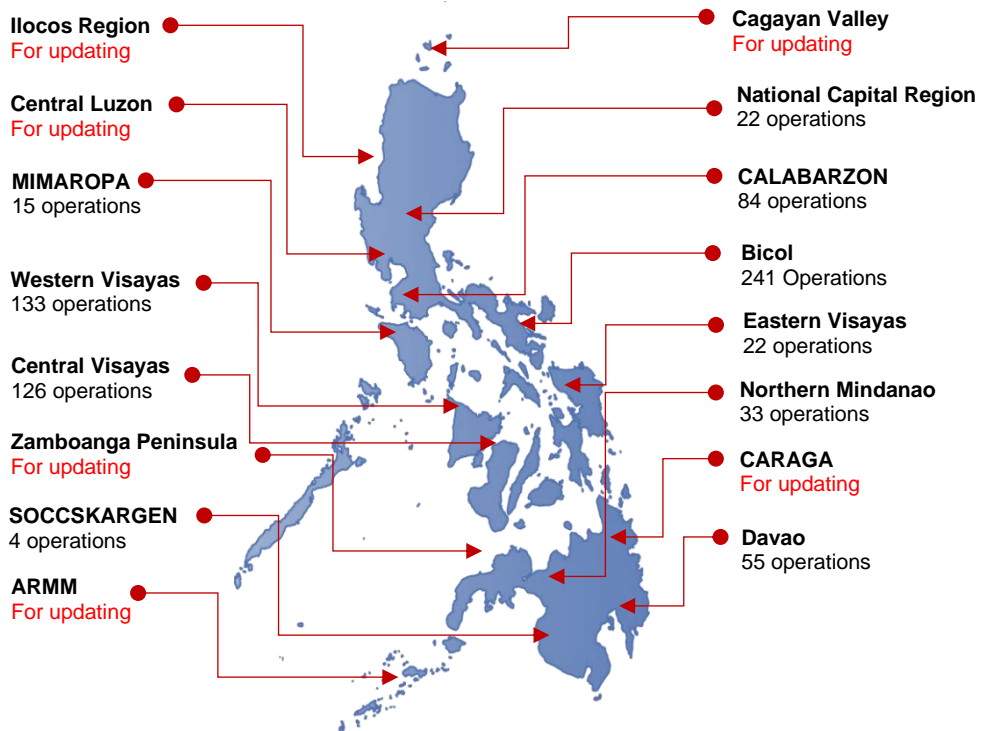 Ilocos Region
For updating
Central Luzon
For updating
MIMAROPA
15 operations
Western Visayas
133 operations
Central Visayas
126 operations
Zamboanga Peninsula
For updating
SOCCSKARGEN
4 operations
ARMM
For updating
Cagayan Valley
For updating
National Capital Region
22 operations
CALABARZON
84 operations
Bicol
241 Operations
Eastern Visayas
22 operations
Northern Mindanao
33 operations
CARAGA
For updating
Davao
55 operations